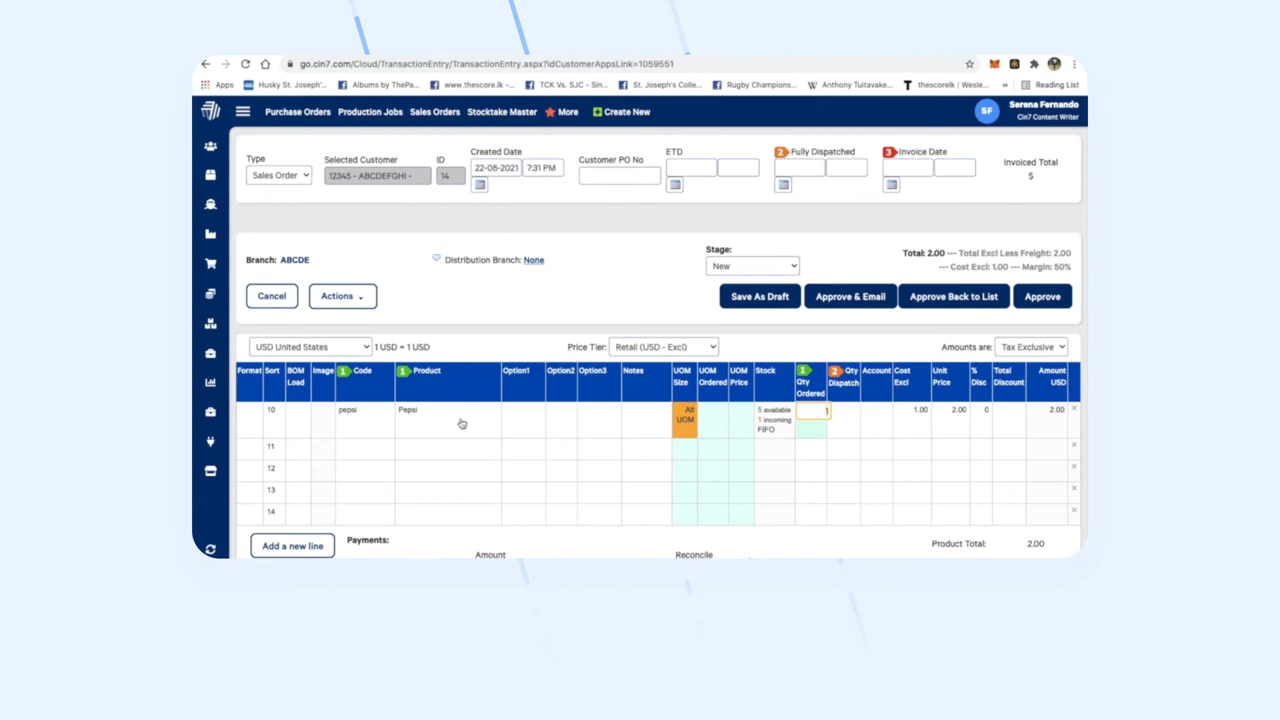 go.cin7.com/Cloud/TransactionEntry/TransactionEntry.aspx?idCustomerAppsLink=1059551
Apps Husky St. Joseph'... Albums by ThePa... www.thescore.lk -... TCK Vs. SJC - Sin... St. Joseph's Colle... Rugby Champions... Anthony Tuitavake... thescorelk | Wesle... » Reading List
Purchase Orders Production Jobs Sales Orders Stocktake Master More Create New SF Serena Fernando
Cin7 Content Writer
Type Selected Customer ID Created Date Customer PO No ETD 2 Fully Dispatched 3 Invoice Date Invoiced Total
Sales Order 12345 - ABCDEFGHI - 14 22-08-2021 7:31 PM $
Stage:
Branch: ABCDE Distribution Branch: None New Total: 2.00 --- Total Excl Less Freight: 2.00
--- Cost Excl: 1.00 --- Margin: 50%
Cancel Actions Save As Draft Approve & Email Approve Back to List Approve
USD United States 1 USD = 1 USD Price Tier: Retail (USD - Excl) Amounts are: Tax Exclusive
Format Sort BOM Load Image 1 Code 1 Product Option1 Option2 Option3 Notes UOM Size UOM Ordered UOM Price Stock 1 Qty Ordered 2 Qty Dispatch Account Cost Excl Unit Price % Disc Total Discount Amount USD
10 pepsi Pepsi Alt UOM 5 available 1 incoming FIFO 1 1.00 2.00 0 2.00 ×
11 ×
12 ×
13 ×
14 ×
Add a new line Payments: Product Total: 2.00
Amount Reconcile